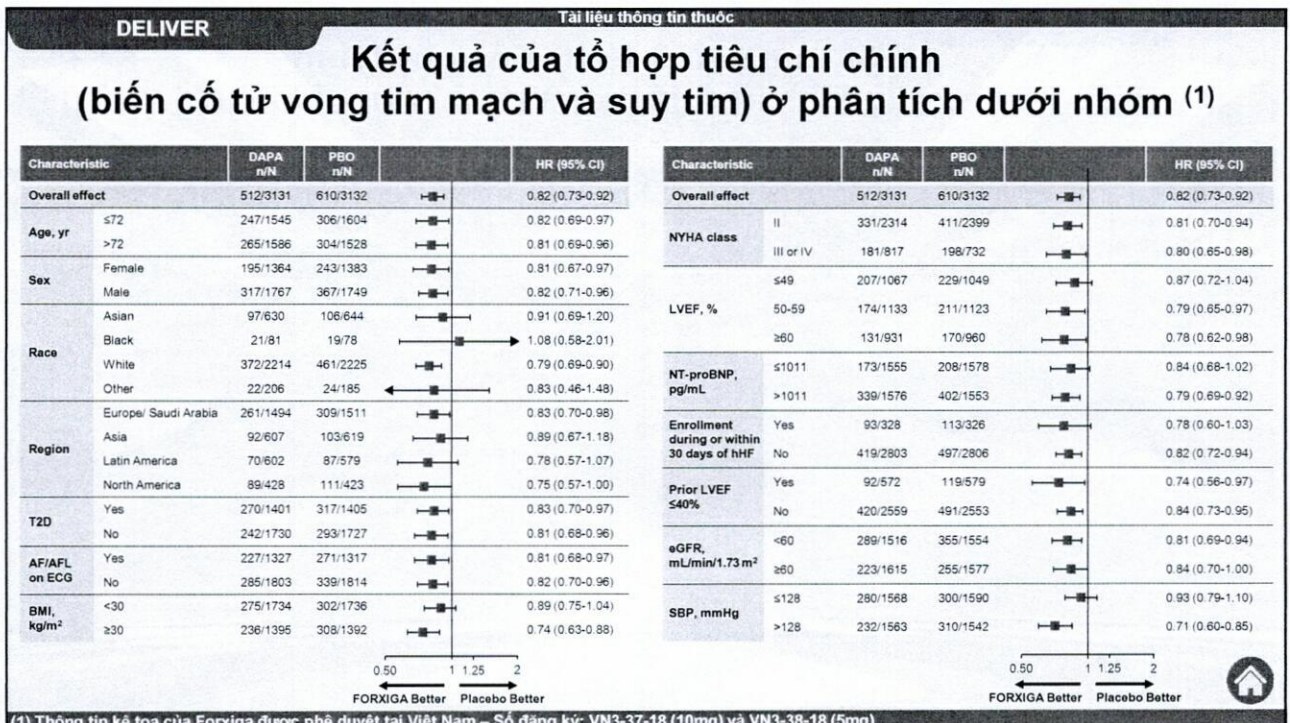 Tài liệu thông tin thuốc
DELIVER
Kết quả của tổ hợp tiêu chí chính
(biến cố tử vong tim mạch và suy tim) ở phân tích dưới nhóm (1)
Characteristic DAPA n/N PBO n/N HR (95% CI)
Overall effect 512/3131 610/3132 0.82 (0.73-0.92)
Age, yr
≤72 247/1545 306/1604 0.82 (0.69-0.97)
>72 265/1586 304/1528 0.81 (0.69-0.96)
Sex
Female 195/1364 243/1383 0.81 (0.67-0.97)
Male 317/1767 367/1749 0.82 (0.71-0.96)
Race
Asian 97/630 106/644 0.91 (0.69-1.20)
Black 21/81 19/78 1.08 (0.58-2.01)
White 372/2214 461/2225 0.79 (0.69-0.90)
Other 22/206 24/185 0.83 (0.46-1.48)
Region
Europe/ Saudi Arabia 261/1494 309/1511 0.83 (0.70-0.98)
Asia 92/607 103/619 0.89 (0.67-1.18)
Latin America 70/602 87/579 0.78 (0.57-1.07)
North America 89/428 111/423 0.75 (0.57-1.00)
T2D
Yes 270/1401 317/1405 0.83 (0.70-0.97)
No 242/1730 293/1727 0.81 (0.68-0.96)
AF/AFL
on ECG
Yes 227/1327 271/1317 0.81 (0.68-0.97)
No 285/1803 339/1814 0.82 (0.70-0.96)
BMI,
kg/m²
<30 275/1734 302/1736 0.89 (0.75-1.04)
≥30 236/1395 308/1392 0.74 (0.63-0.88)
0.50 1 1.25 2
FORXIGA Better Placebo Better
Characteristic DAPA n/N PBO n/N HR (95% CI)
Overall effect 512/3131 610/3132 0.82 (0.73-0.92)
NYHA class
II 331/2314 411/2399 0.81 (0.70-0.94)
III or IV 181/817 198/732 0.80 (0.65-0.98)
LVEF, %
≤49 207/1067 229/1049 0.87 (0.72-1.04)
50-59 174/1133 211/1123 0.79 (0.65-0.97)
≥60 131/931 170/960 0.78 (0.62-0.98)
NT-proBNP,
pg/mL
≤1011 173/1555 208/1578 0.84 (0.68-1.02)
>1011 339/1576 402/1553 0.79 (0.69-0.92)
Enrollment
during or within
30 days of hHF
Yes 93/328 113/326 0.78 (0.60-1.03)
No 419/2803 497/2806 0.82 (0.72-0.94)
Prior LVEF
≤40%
Yes 92/572 119/579 0.74 (0.56-0.97)
No 420/2559 491/2553 0.84 (0.73-0.95)
eGFR,
mL/min/1.73 m²
<60 289/1516 355/1554 0.81 (0.69-0.94)
≥60 223/1615 255/1577 0.84 (0.70-1.00)
SBP, mmHg
≤128 280/1568 300/1590 0.93 (0.79-1.10)
>128 232/1563 310/1542 0.71 (0.60-0.85)
0.50 1 1.25 2
FORXIGA Better Placebo Better
(1) Thông tin kê toa của Forxiga được phê duyệt tại Việt Nam – Số đăng ký: VN3-37-18 (10mg) và VN3-38-18 (5mg)